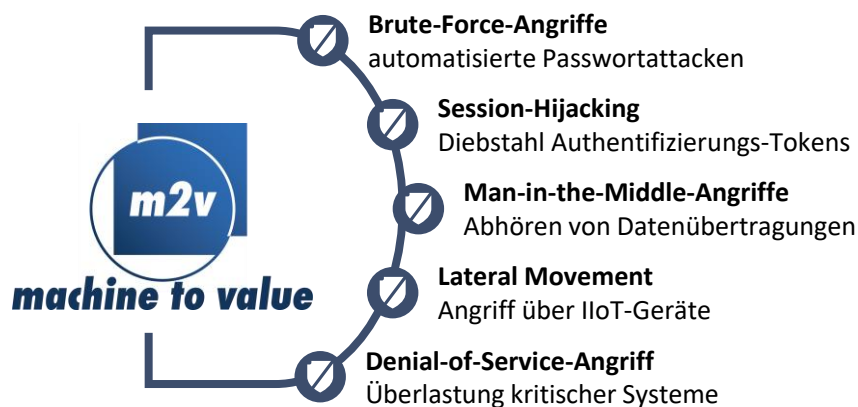 Brute-Force-Angriffe
automatisierte Passwortattacken
Session-Hijacking
Diebstahl Authentifizierungs-Tokens
Man-in-the-Middle-Angriffe
Abhören von Datenübertragungen
m2v
machine to value
Lateral Movement
Angriff über IIoT-Geräte
Denial-of-Service-Angriff
Überlastung kritischer Systeme